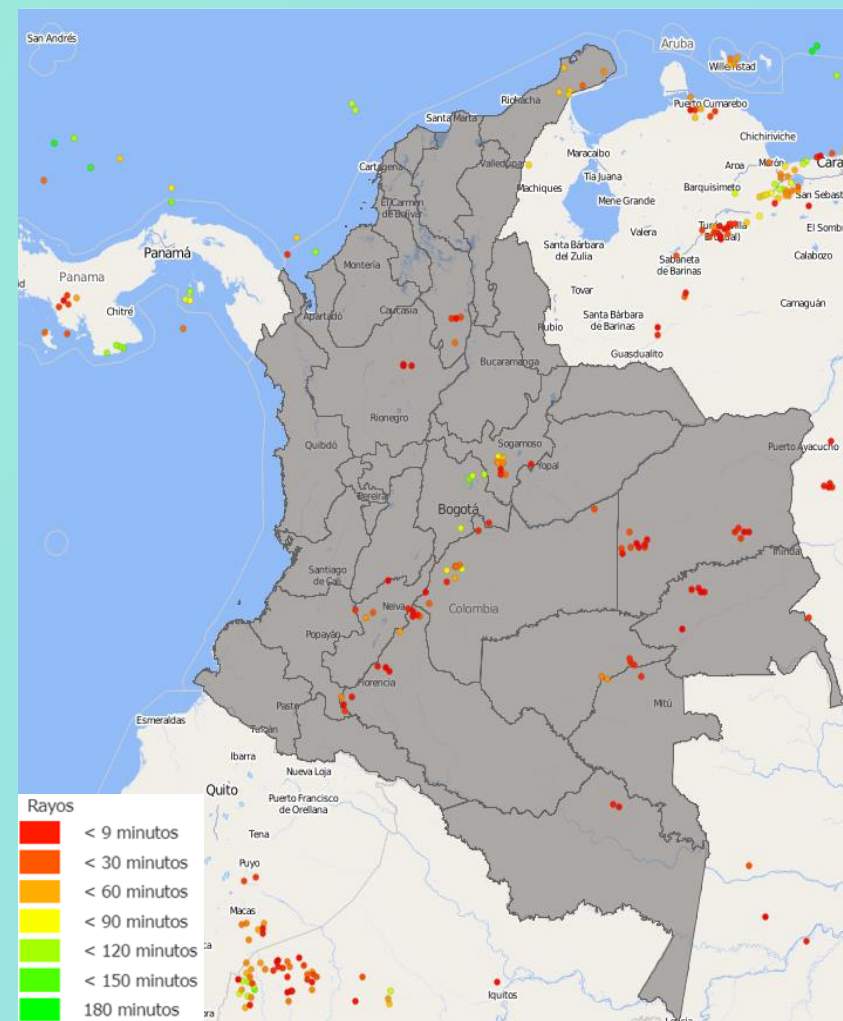 San Andrés
Aruba
Willemstad
Riohacha
Puerto Cumarebo
Santa Marta
Chichiriviche
Maracaibo
Cartagena
Valledupar
Aroa
Morón
Cara
Tía Juana
Machiques
Barquisimeto
San Sebast
El Carmen
de Bolívar
Mene Grande
Valera
El Somb
Panamá
Santa Bárbara
del Zulia
Sabaneta
de Barinas
Calabozo
Montería
Panama
Tovar
Camaguán
Chitré
Apartadó
Caucasia
Santa Bárbara
de Barinas
Rubio
Guasdualito
Bucaramanga
Rionegro
Quibdó
Sogamoso
Puerto Ayacucho
Yopal
Pereira
Bogotá
Inírida
Santiago
de Cali
Neiva
Colombia
Popayán
Florencia
Mitú
Pasto
Esmeraldas
Tulcán
Ibarra
Nueva Loja
Quito
Puerto Francisco
de Orellana
Tena
Puyo
Macas
Iquitos
Leticia
Rayos
< 9 minutos
< 30 minutos
< 60 minutos
< 90 minutos
< 120 minutos
< 150 minutos
180 minutos